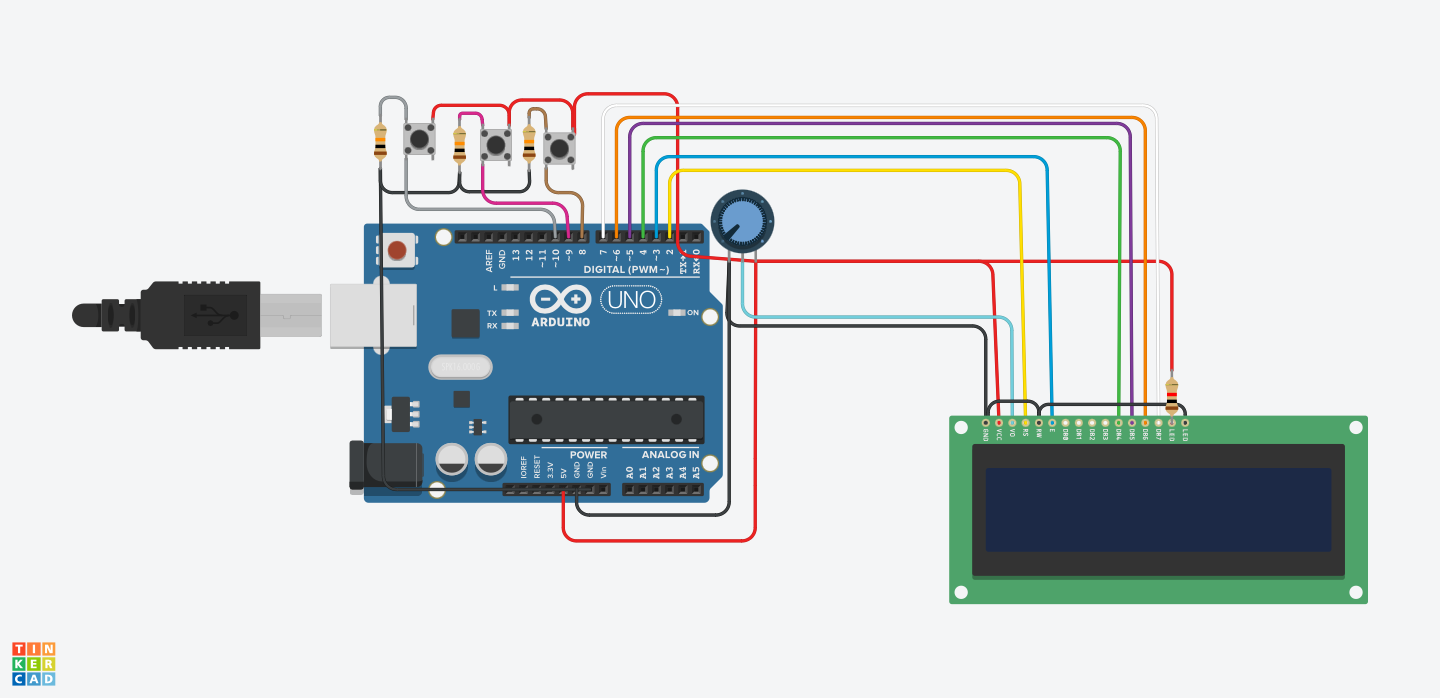 AREF
GND
13
12
~11
~10
~9
8
7
~6
~5
4
~3
2
TX→1
RX←0
DIGITAL (PWM~)
L
TX
RX
ON
UNO
ARDUINO
IOREF
RESET
3.3V
5V
GND
GND
Vin
POWER
ANALOG IN
A0
A1
A2
A3
A4
A5
GND
VCC
V0
RS
RW
E
DB0
DB1
DB2
DB3
DB4
DB5
DB6
DB7
LED
LED
TIN
KER
CAD